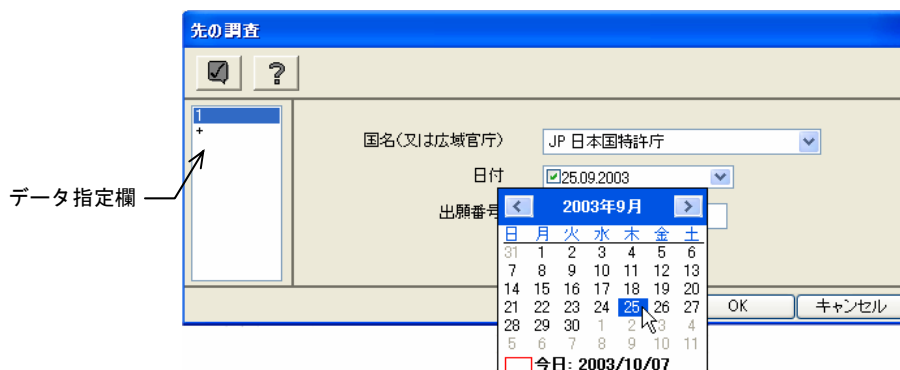 先の調査
?
1
+
データ指定欄
国名(又は広域官庁) JP 日本国特許庁
日付 25.09.2003
出願番号
2003年9月
日 月 火 水 木 金 土
31 1 2 3 4 5 6
7 8 9 10 11 12 13
14 15 16 17 18 19 20
21 22 23 24 25 26 27
28 29 30 1 2 3 4
5 6 7 8 9 10 11
今日: 2003/10/07
OK キャンセル